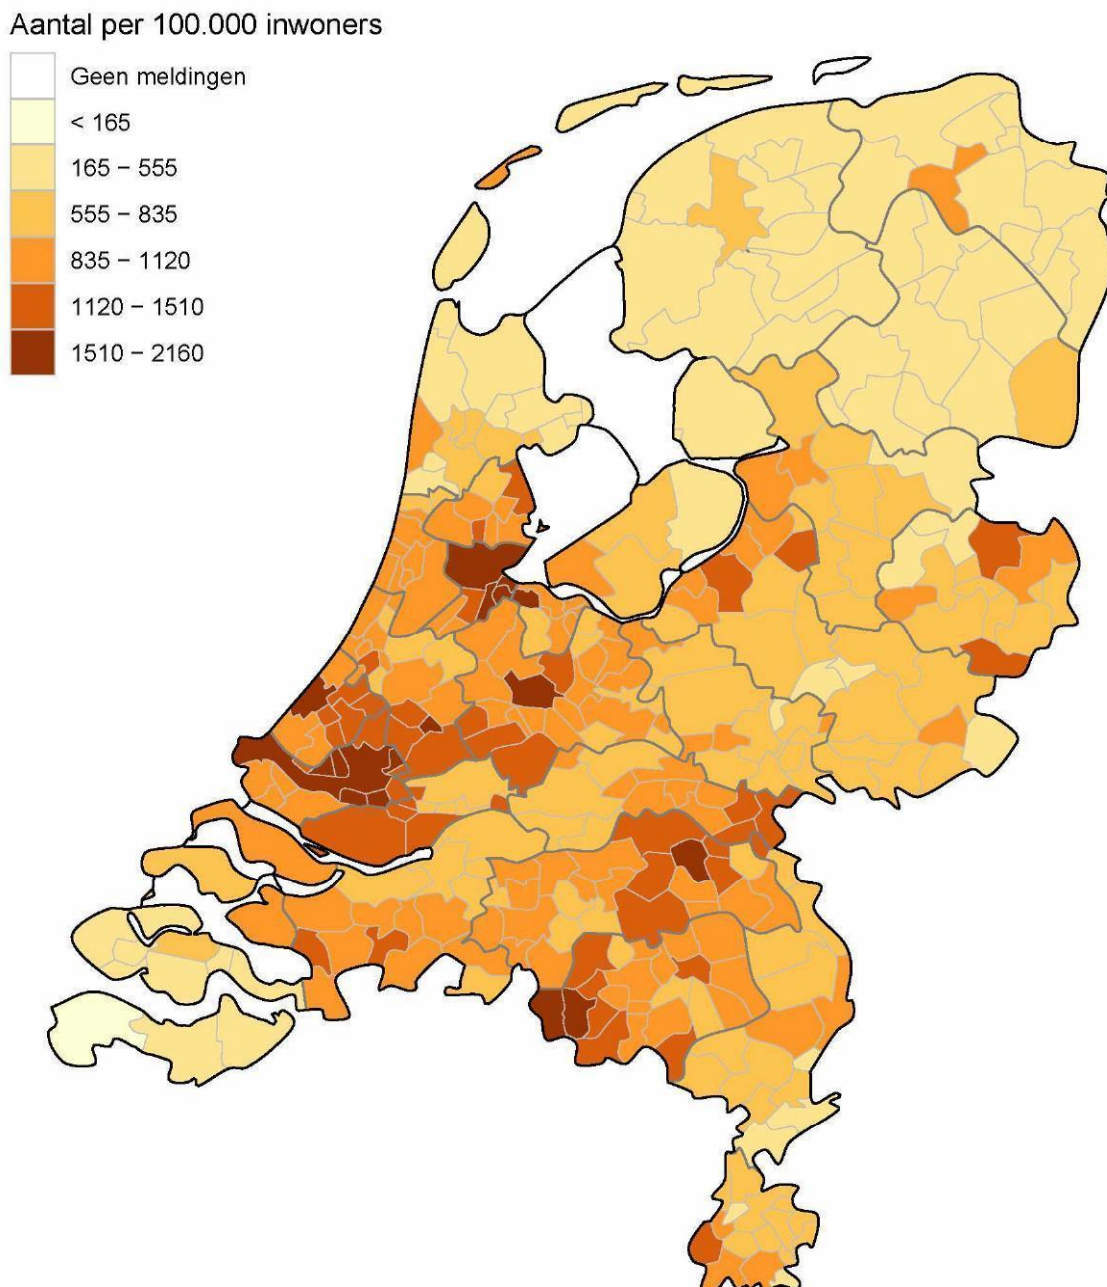 Aantal per 100.000 inwoners
Geen meldingen
< 165
165 − 555
555 − 835
835 − 1120
1120 − 1510
1510 − 2160